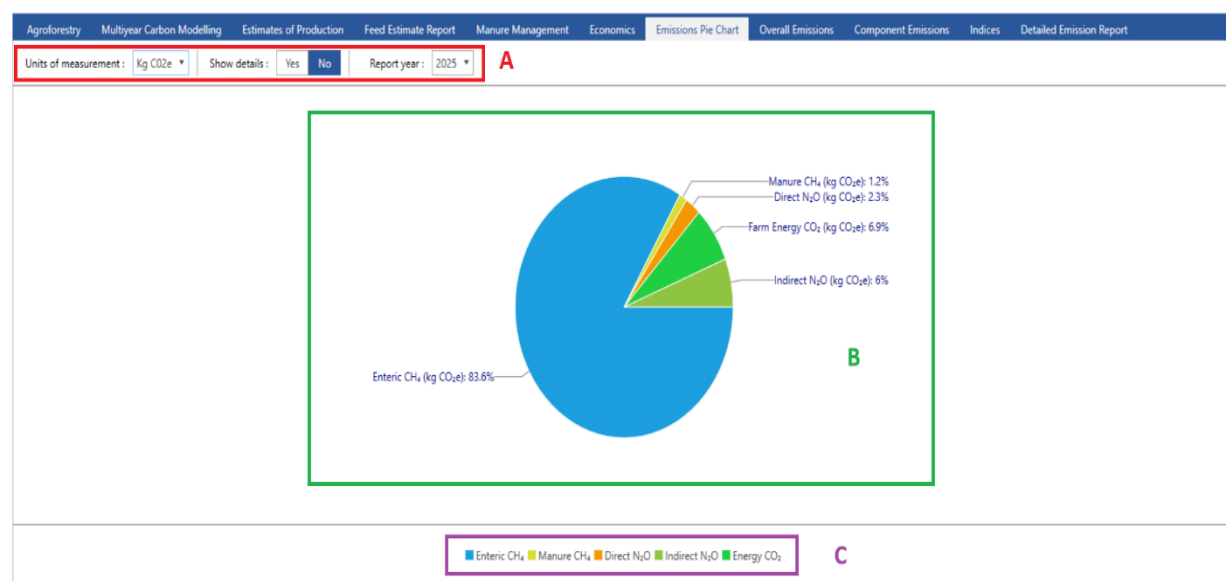 Agroforestry Multiyear Carbon Modelling Estimates of Production Feed Estimate Report Manure Management Economics Emissions Pie Chart Overall Emissions Component Emissions Indices Detailed Emission Report
Units of measurement : Kg C02e Show details : Yes No Report year : 2025 A
Manure CH₄ (kg CO₂e): 1.2%
Direct N₂O (kg CO₂e): 2.3%
Farm Energy CO₂ (kg CO₂e): 6.9%
Indirect N₂O (kg CO₂e): 6%
B
Enteric CH₄ (kg CO₂e): 83.6%
Enteric CH₄ Manure CH₄ Direct N₂O Indirect N₂O Energy CO₂ C